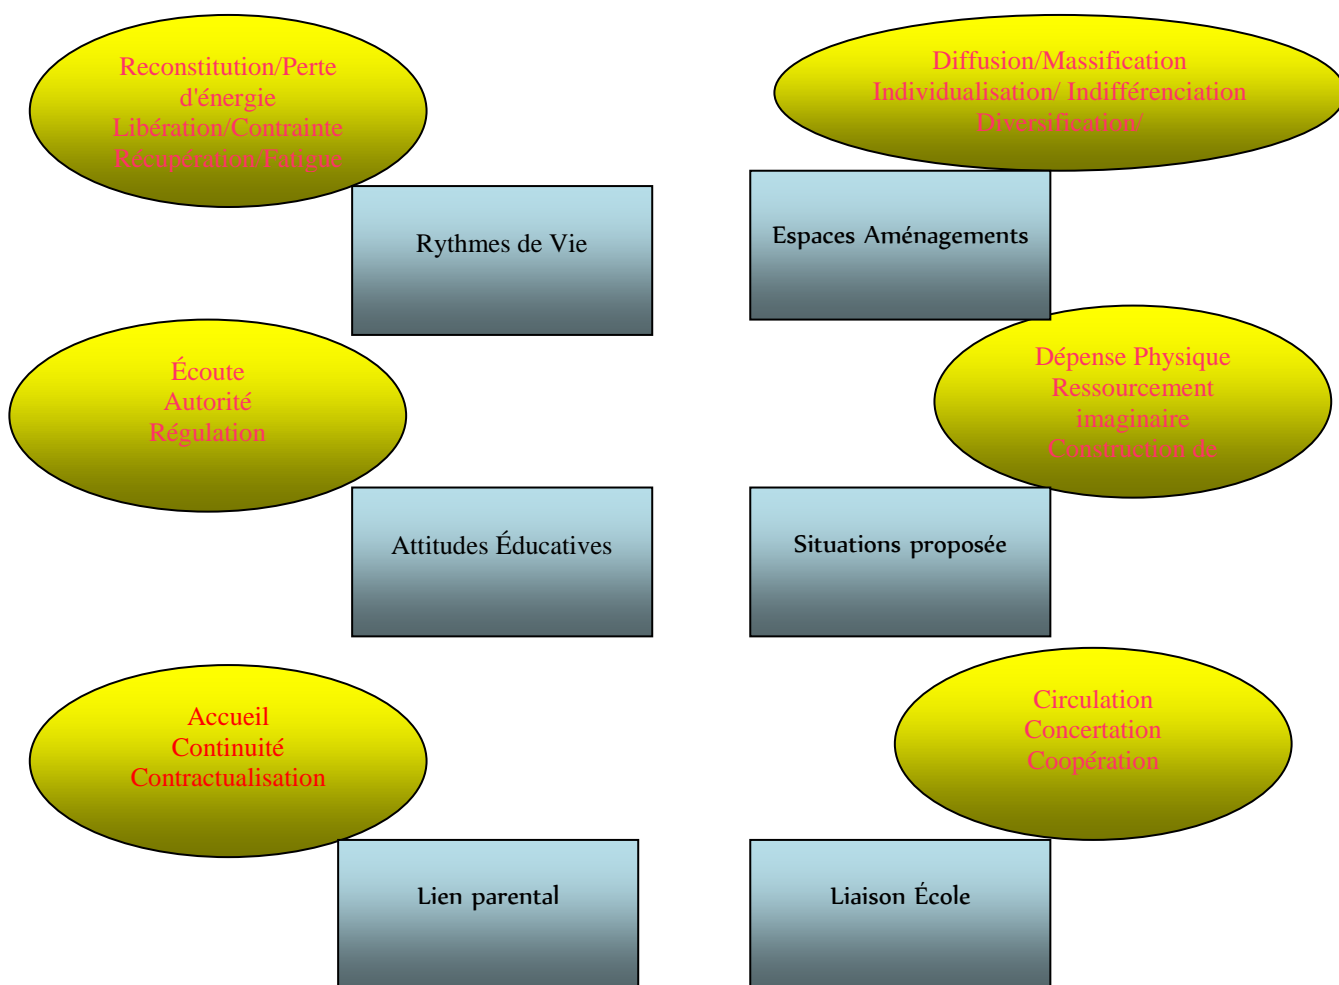 Reconstitution/Perte
d'énergie
Libération/Contrainte
Récupération/Fatigue
Rythmes de Vie
Diffusion/Massification
Individualisation/ Indifférenciation
Diversification/
Espaces Aménagements
Écoute
Autorité
Régulation
Attitudes Éducatives
Dépense Physique
Ressourcement
imaginaire
Construction de
Situations proposée
Accueil
Continuité
Contractualisation
Lien parental
Circulation
Concertation
Coopération
Liaison École